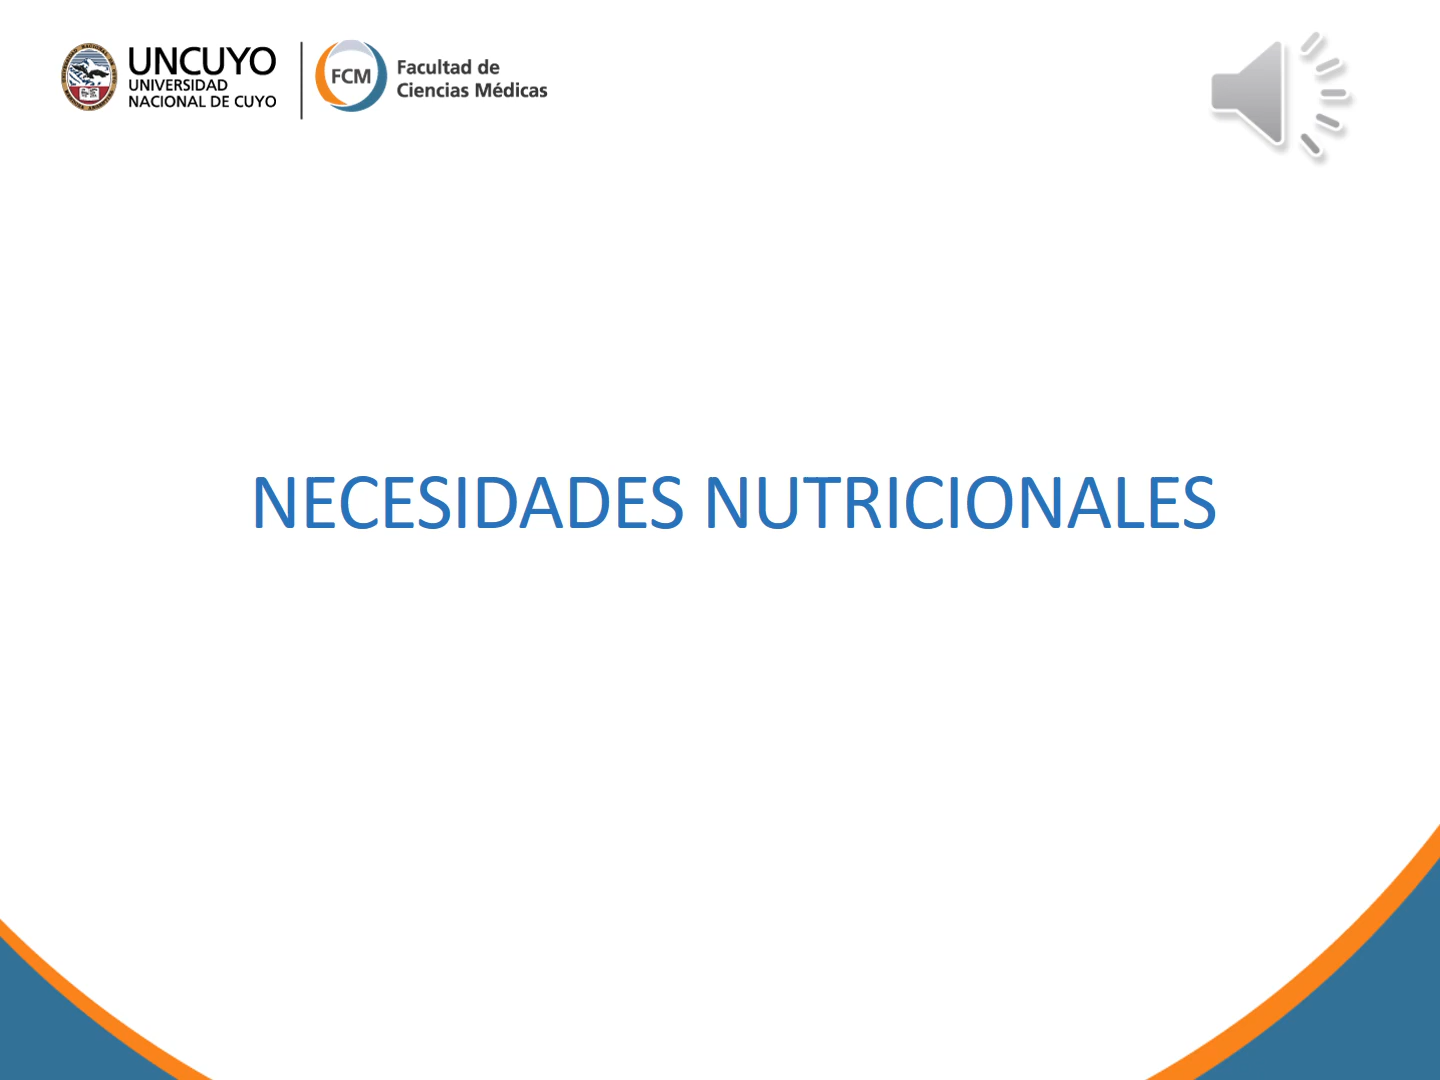 UNCUYO
UNIVERSIDAD
NACIONAL DE CUYO
FCM
Facultad de
Ciencias Médicas
NECESIDADES NUTRICIONALES